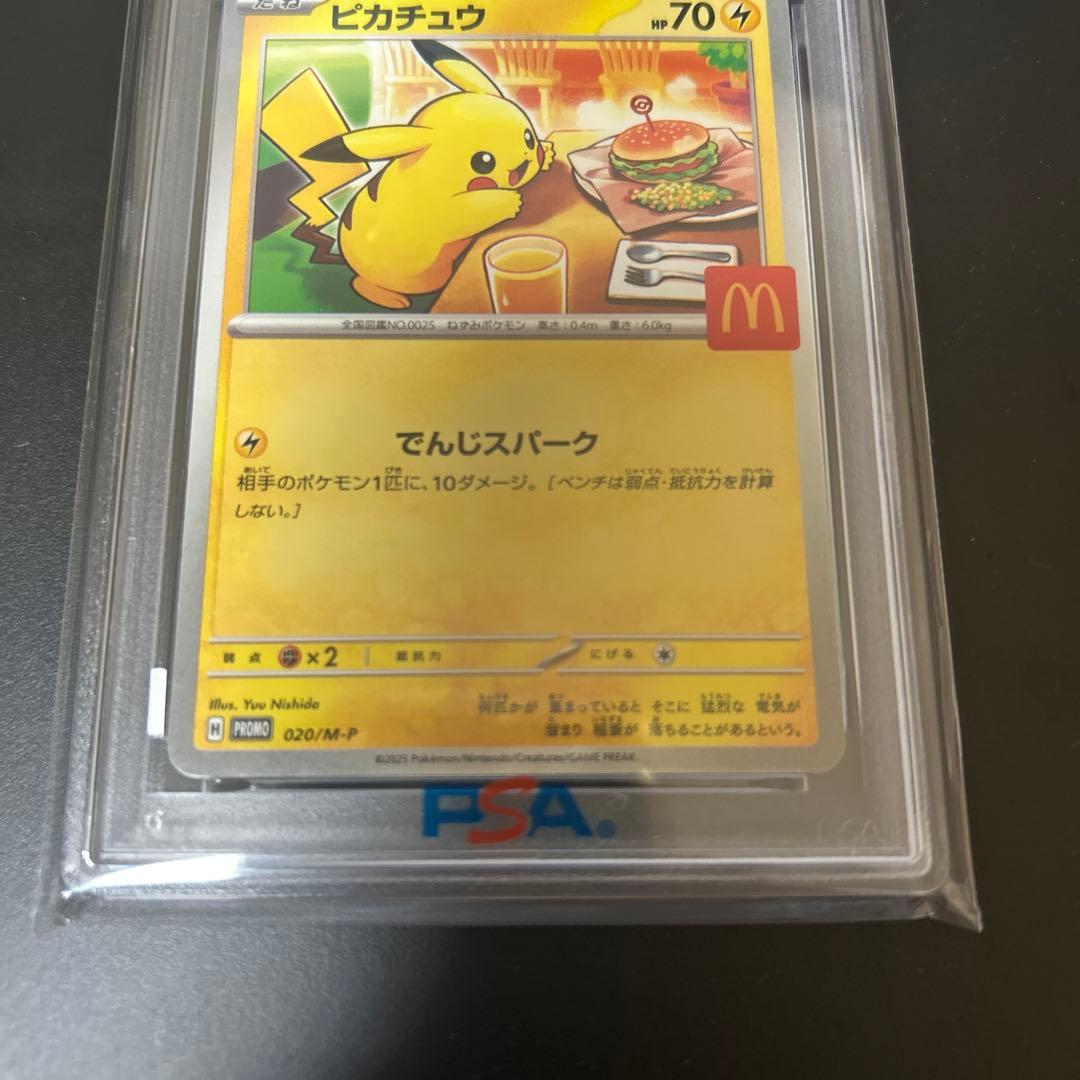 たね
ピカチュウ
HP70
全国図鑑NO.0025 ねずみポケモン 高さ:0.4m 重さ:6.0kg
でんじスパーク
相手のポケモン1匹に、10ダメージ。[ベンチは弱点・抵抗力を計算
しない。]
弱点 ×2 抵抗力 にげる
Illus. Yuu Nishida
何匹かが 集まっていると そこに 猛烈な 電気が
H PROMO 020/M-P
溜まり 稲妻が 落ちることがあるという。
©2025 Pokémon/Nintendo/Creatures/GAME FREAK.
PSA®